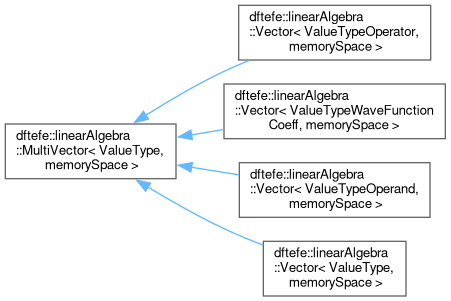 dftefe::linearAlgebra
::Vector< ValueTypeOperator,
memorySpace >
dftefe::linearAlgebra
::Vector< ValueTypeWaveFunction
Coeff, memorySpace >
dftefe::linearAlgebra
::MultiVector< ValueType,
memorySpace >
dftefe::linearAlgebra
::Vector< ValueTypeOperand,
memorySpace >
dftefe::linearAlgebra
::Vector< ValueType,
memorySpace >